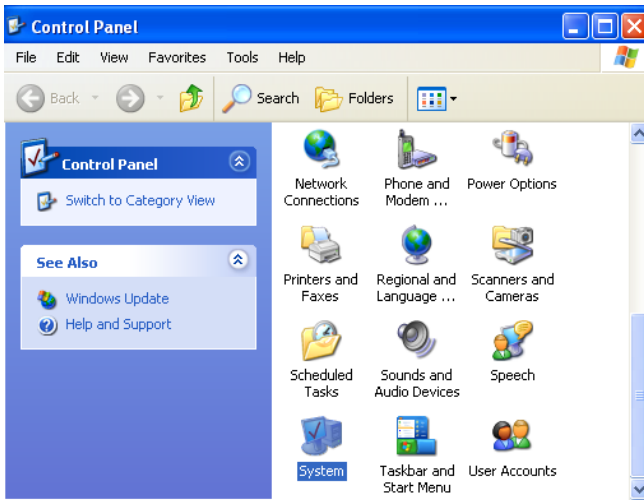 Control Panel
File Edit View Favorites Tools Help
Back Search Folders
Control Panel
Switch to Category View
See Also
Windows Update
Help and Support
Network
Connections
Phone and
Modem ...
Power Options
Printers and
Faxes
Regional and
Language ...
Scanners and
Cameras
Scheduled
Tasks
Sounds and
Audio Devices
Speech
System
Taskbar and
Start Menu
User Accounts